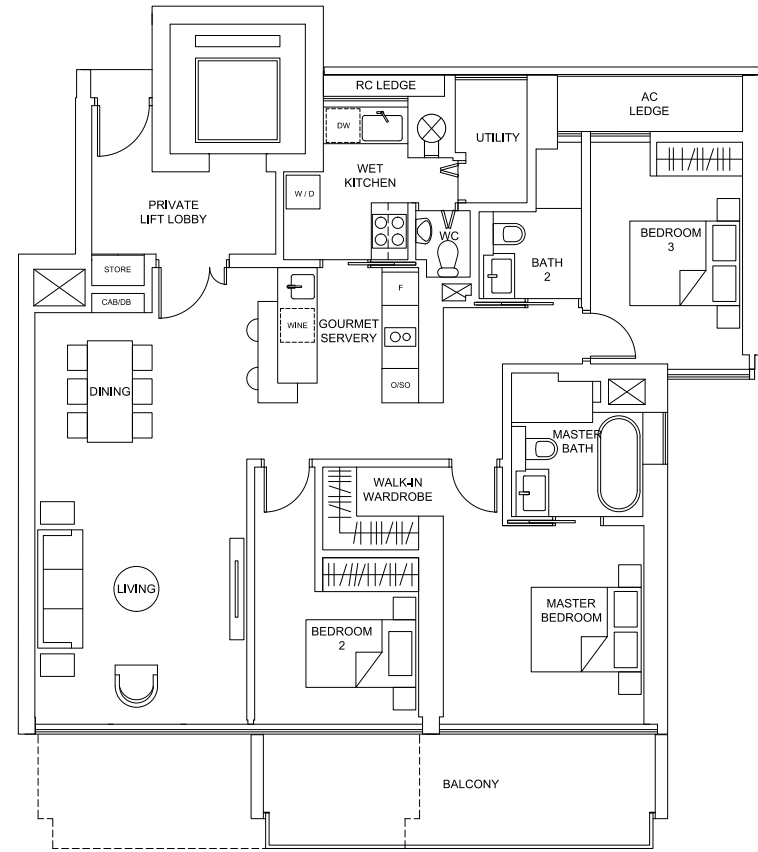 RC LEDGE
AC
LEDGE
DW
UTILITY
WET
KITCHEN
W / D
PRIVATE
LIFT LOBBY
WC
BEDROOM
3
BATH
2
STORE
CAB/DB
F
WINE
GOURMET
SERVERY
O/SO
DINING
MASTER
BATH
WALK-IN
WARDROBE
LIVING
MASTER
BEDROOM
BEDROOM
2
BALCONY